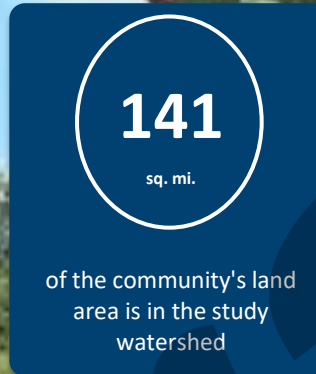 141
sq. mi.
of the community's land
area is in the study
watershed